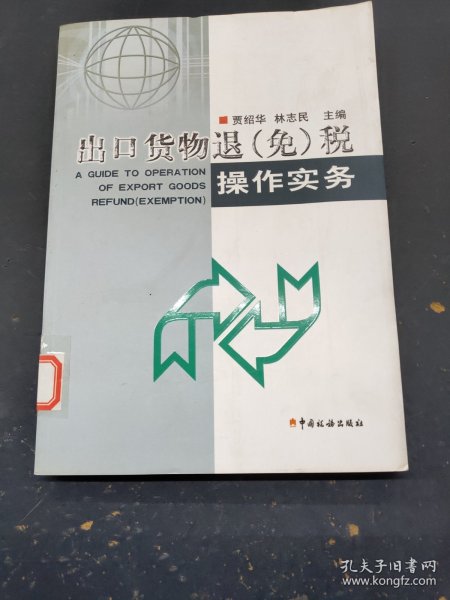 贾绍华 林志民 主编
出口货物退(免)税
A GUIDE TO OPERATION
OF EXPORT GOODS
REFUND(EXEMPTION)
操作实务
中国税务出版社
孔夫子旧书网
www.kongfz.com